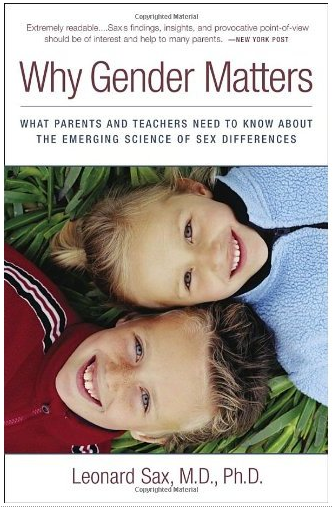 Copyrighted Material
Extremely readable....Sax's findings, insights, and provocative point-of-view
should be of interest and help to many parents. —NEW YORK POST
Why Gender Matters
WHAT PARENTS AND TEACHERS NEED TO KNOW ABOUT
THE EMERGING SCIENCE OF SEX DIFFERENCES
Leonard Sax, M.D., Ph.D.
Copyrighted Material